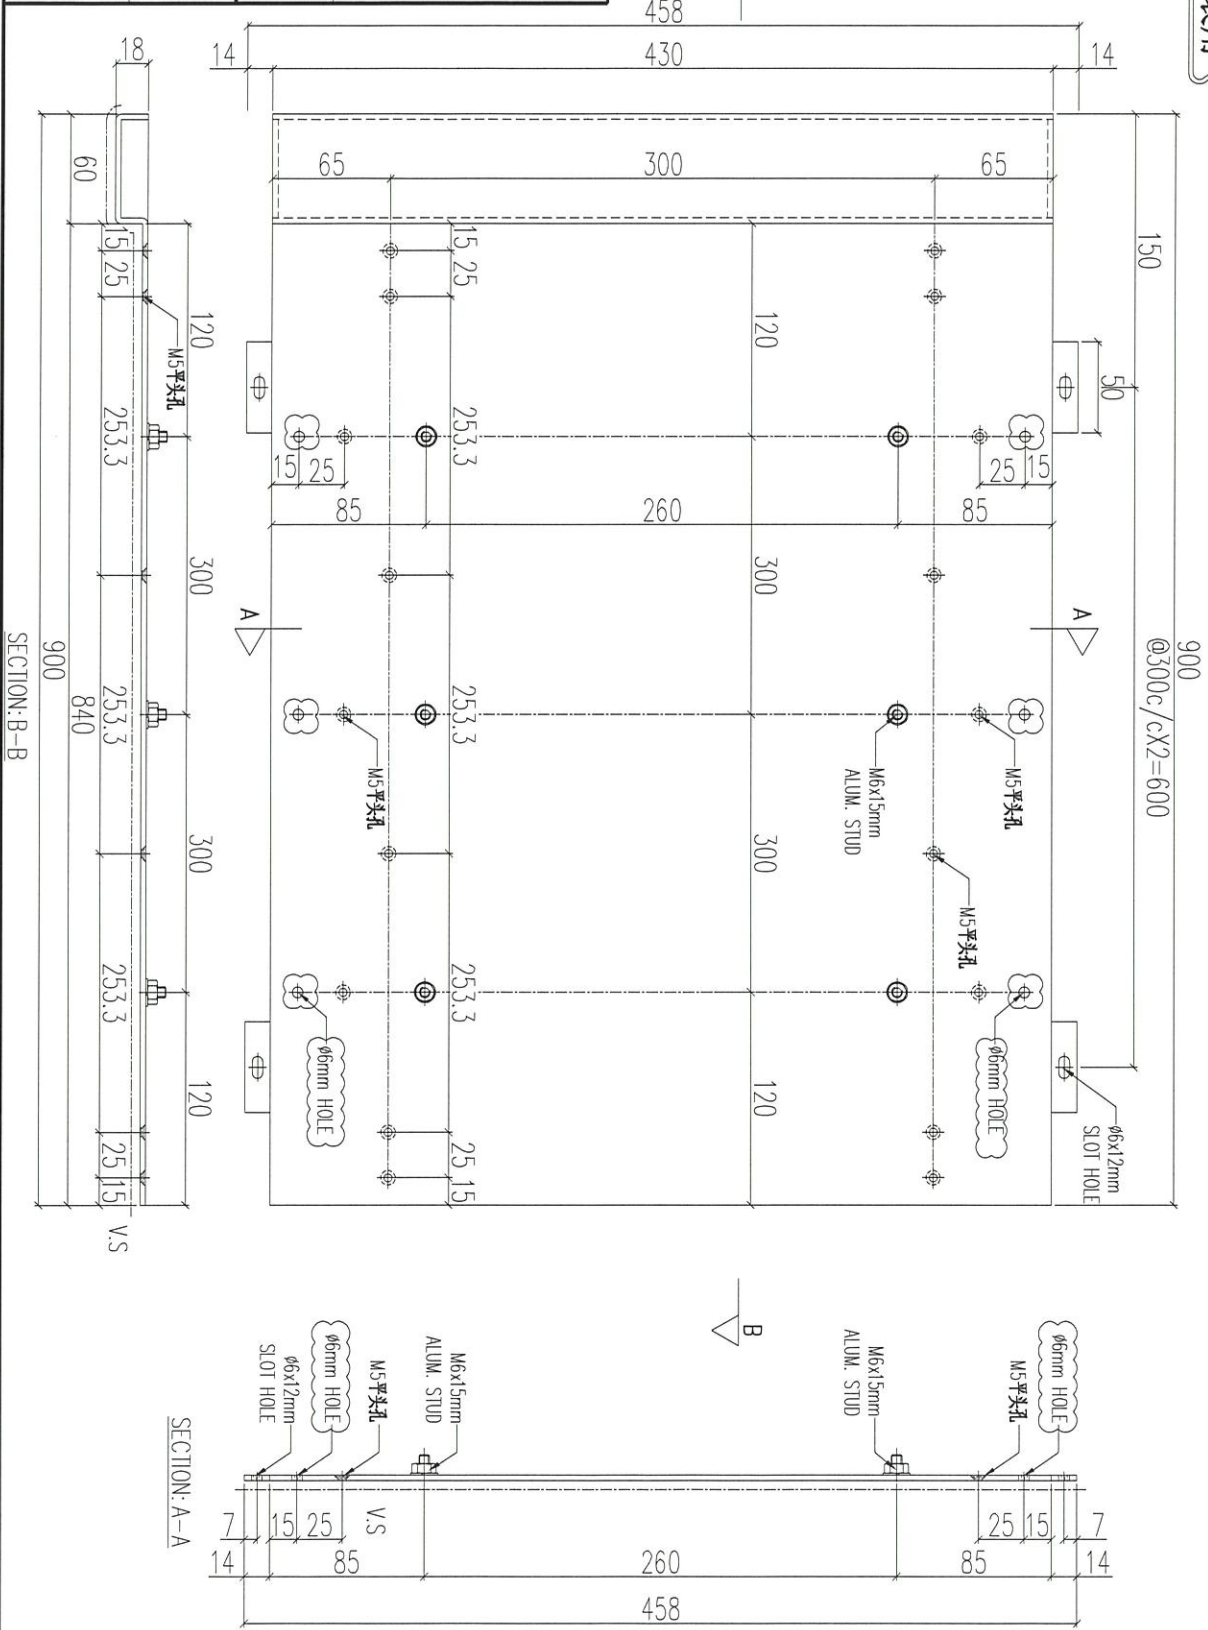 458
14
430
14
18
60
65
300
65
150
900
@300c/cX2=600
15
25
15
25
120
M5平头孔
120
120
50
253.3
253.3
15
25
25
15
85
260
85
300
300
A
A
253.3
253.3
M5平头孔
M6x15mm
ALUM. STUD
M5平头孔
900
840
SECTION:B-B
300
300
M5平头孔
253.3
253.3
ø6mm HOLE
ø6mm HOLE
ø6x12mm
SLOT HOLE
120
120
25
15
25
15
V.S
B
ø6x12mm
SLOT HOLE
ø6mm HOLE
M5平头孔
M6x15mm
ALUM. STUD
M6x15mm
ALUM. STUD
M5平头孔
ø6mm HOLE
SECTION: A-A
V.S
7
15
25
25
15
7
14
85
260
85
14
458